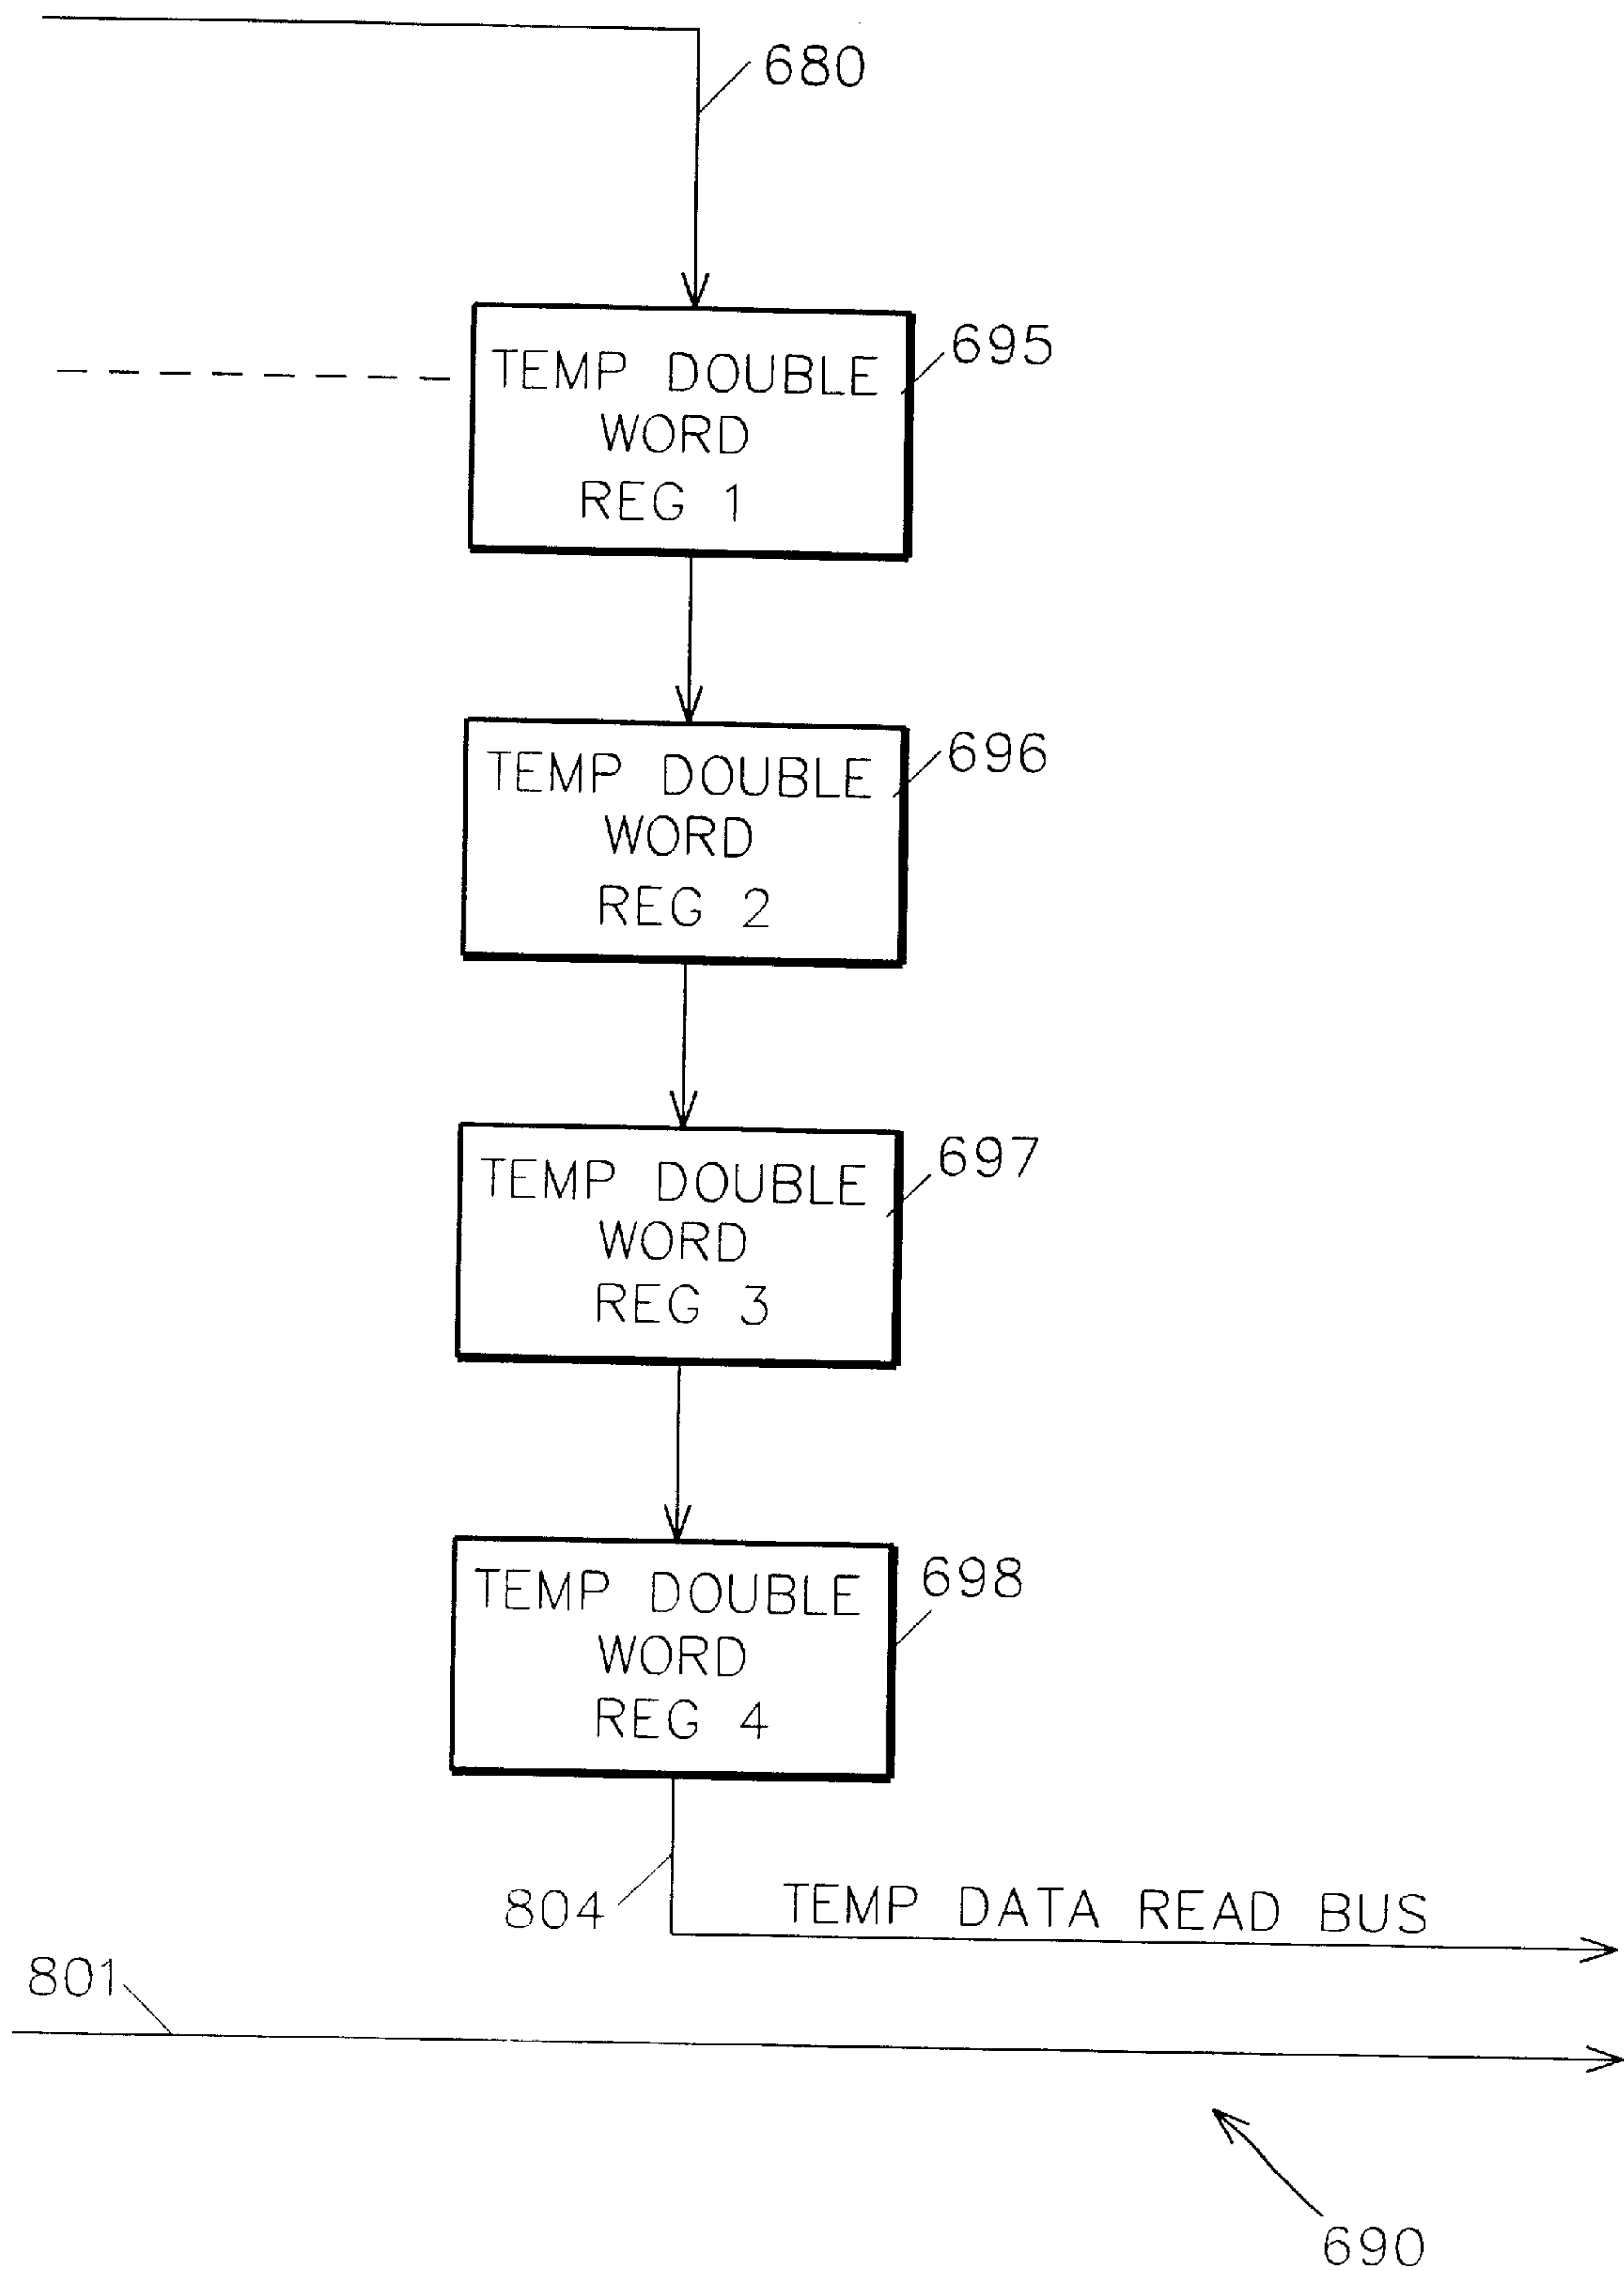 680
TEMP DOUBLE
WORD
REG 1
695
TEMP DOUBLE
WORD
REG 2
696
TEMP DOUBLE
WORD
REG 3
697
TEMP DOUBLE
WORD
REG 4
698
804
TEMP DATA READ BUS
801
690